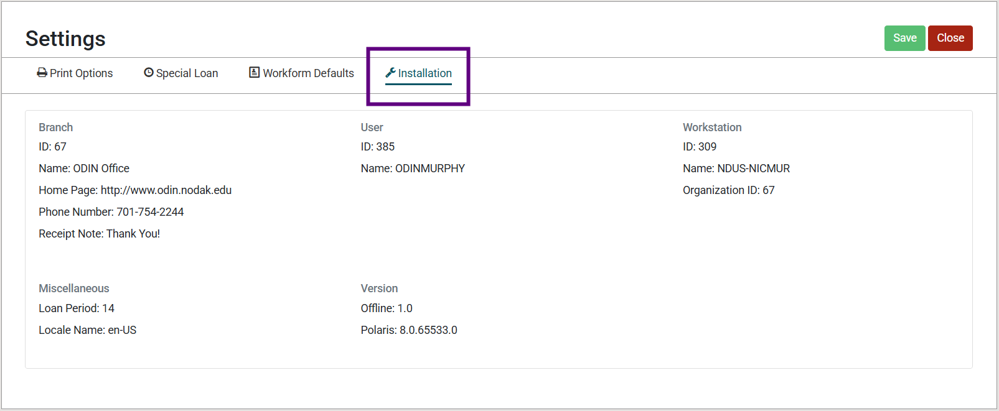 Settings
Save
Close
Print Options
Special Loan
Workform Defaults
Installation
Branch
ID: 67
Name: ODIN Office
Home Page: http://www.odin.nodak.edu
Phone Number: 701-754-2244
Receipt Note: Thank You!
User
ID: 385
Name: ODINMURPHY
Workstation
ID: 309
Name: NDUS-NICMUR
Organization ID: 67
Miscellaneous
Loan Period: 14
Locale Name: en-US
Version
Offline: 1.0
Polaris: 8.0.65533.0